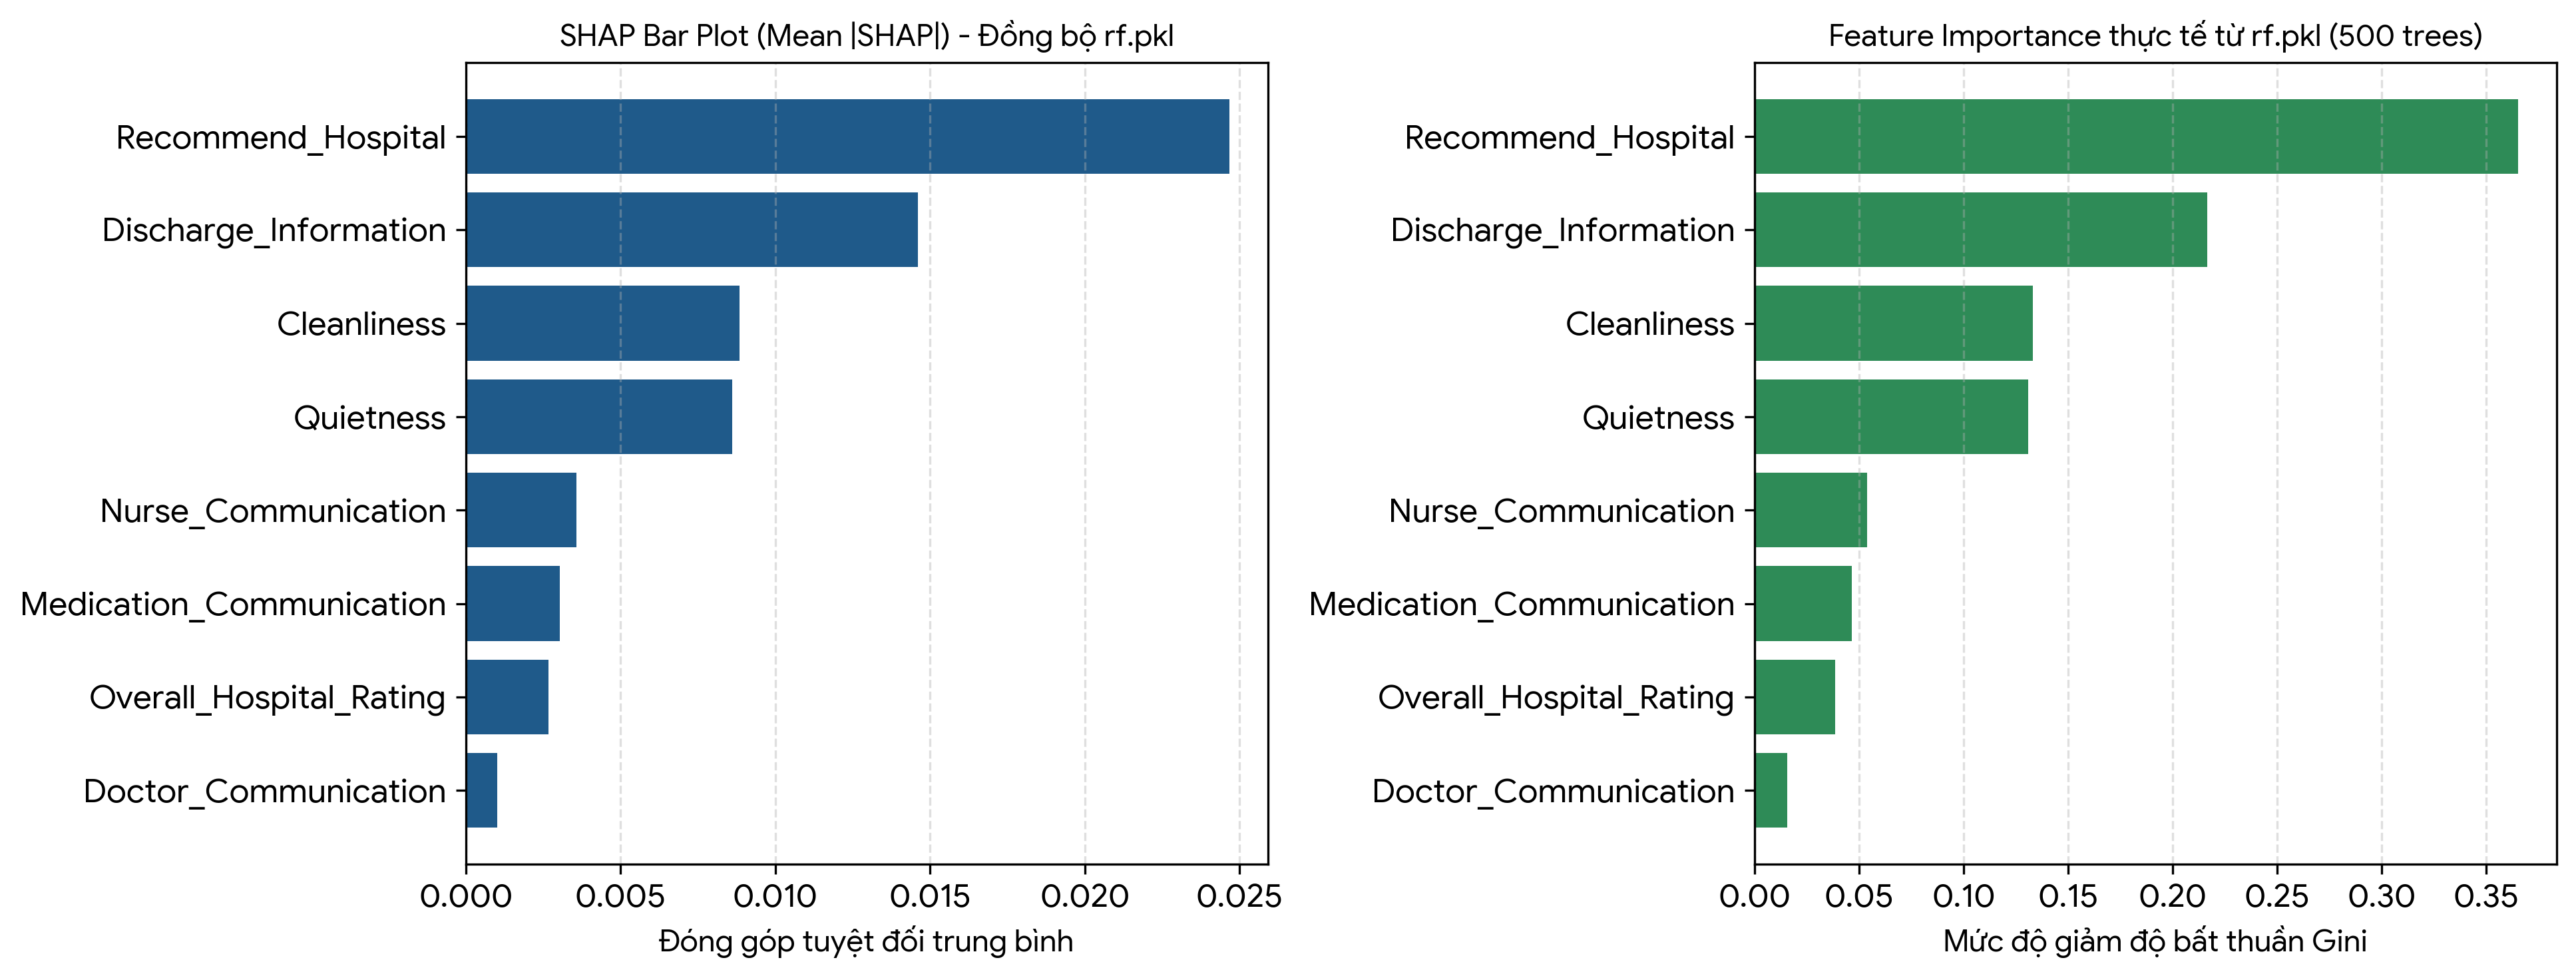 SHAP Bar Plot (Mean |SHAP|) - Đồng bộ rf.pkl
Recommend_Hospital
Discharge_Information
Cleanliness
Quietness
Nurse_Communication
Medication_Communication
Overall_Hospital_Rating
Doctor_Communication
0.000 0.005 0.010 0.015 0.020 0.025
Đóng góp tuyệt đối trung bình
Feature Importance thực tế từ rf.pkl (500 trees)
Recommend_Hospital
Discharge_Information
Cleanliness
Quietness
Nurse_Communication
Medication_Communication
Overall_Hospital_Rating
Doctor_Communication
0.00 0.05 0.10 0.15 0.20 0.25 0.30 0.35
Mức độ giảm độ bất thuần Gini